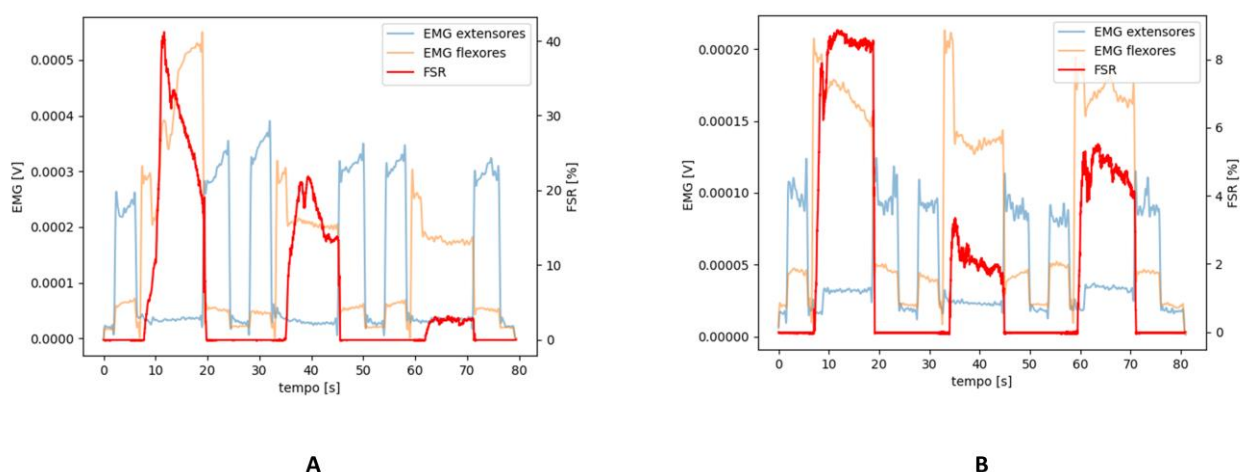 EMG extensores
EMG flexores
FSR
0.0005
0.0004
0.0003
0.0002
0.0001
0.0000
EMG [V]
40
30
20
10
0
FSR [%]
0 10 20 30 40 50 60 70 80
tempo [s]
A
EMG extensores
EMG flexores
FSR
0.00020
0.00015
0.00010
0.00005
0.00000
EMG [V]
8
6
4
2
0
FSR [%]
0 10 20 30 40 50 60 70 80
tempo [s]
B